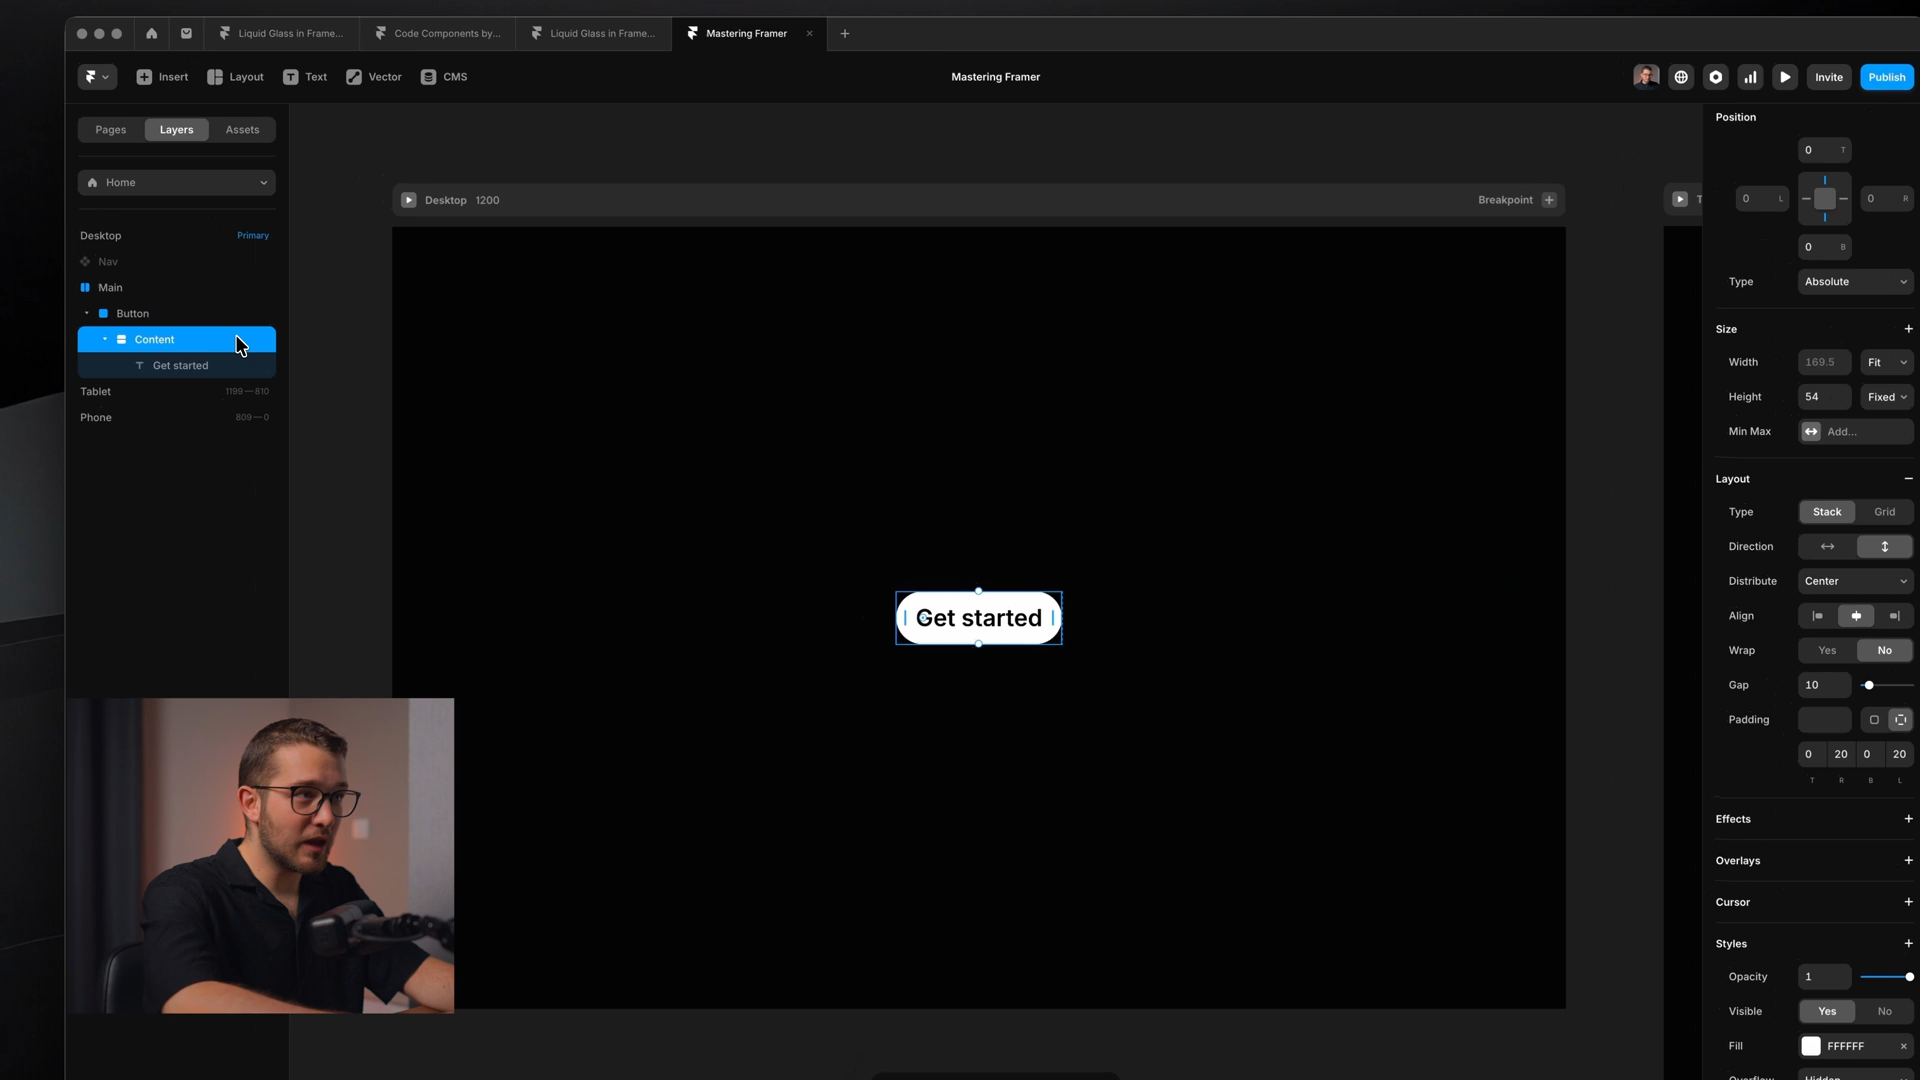 Liquid Glass in Frame...
Code Components by...
Liquid Glass in Frame...
Mastering Framer
Insert
Layout
Text
Vector
CMS
Mastering Framer
Invite
Publish
Pages
Layers
Assets
Home
Desktop
Primary
Nav
Main
Button
Content
Get started
Tablet
1199 — 810
Phone
809 — 0
Desktop 1200
Breakpoint
T
Get started
Position
0 T
0 L
0 R
0 B
Type
Absolute
Size
Width
169.5
Fit
Height
54
Fixed
Min Max
Add...
Layout
Type
Stack
Grid
Direction
Distribute
Center
Align
Wrap
Yes
No
Gap
10
Padding
0 20 0 20
T R B L
Effects
Overlays
Cursor
Styles
Opacity
1
Visible
Yes
No
Fill
FFFFFF
Overflow
Hidden